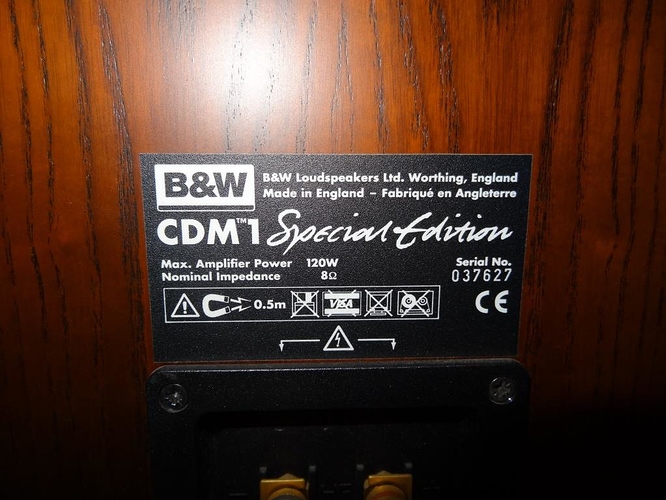 B&W
B&W Loudspeakers Ltd. Worthing, England
Made in England – Fabriqué en Angleterre
CDM™1 Special Edition
Max. Amplifier Power 120W
Nominal Impedance 8Ω
Serial No.
037627
0.5m
VISA
CE